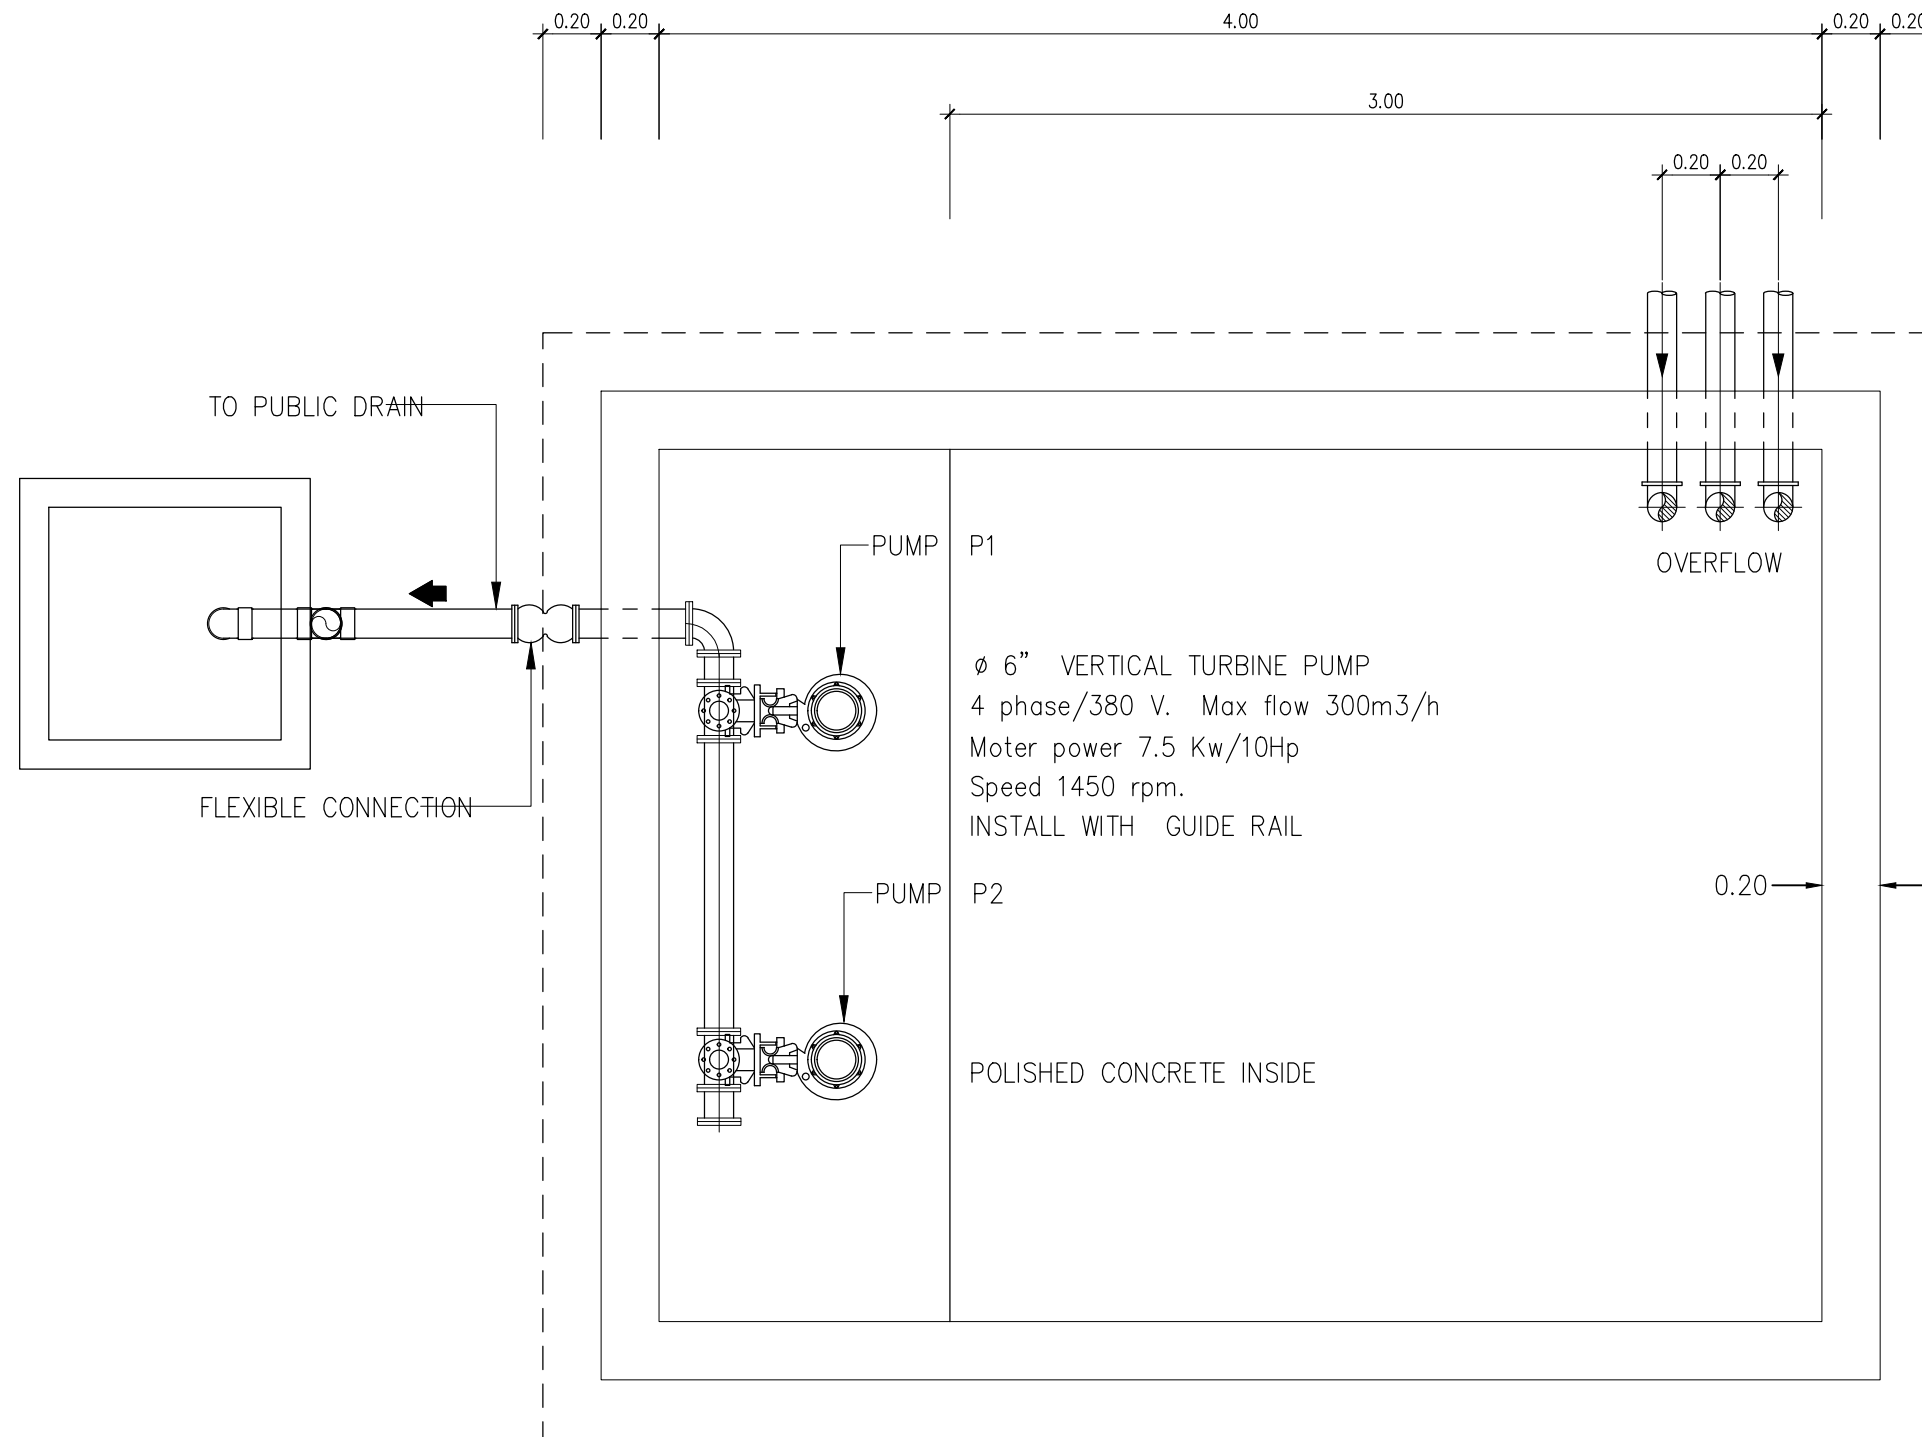 0.20 0.20 4.00 0.20 0.20
3.00
0.20 0.20
TO PUBLIC DRAIN
PUMP P1
OVERFLOW
ø 6” VERTICAL TURBINE PUMP
4 phase/380 V. Max flow 300m3/h
Moter power 7.5 Kw/10Hp
Speed 1450 rpm.
INSTALL WITH GUIDE RAIL
FLEXIBLE CONNECTION
PUMP P2
0.20
POLISHED CONCRETE INSIDE